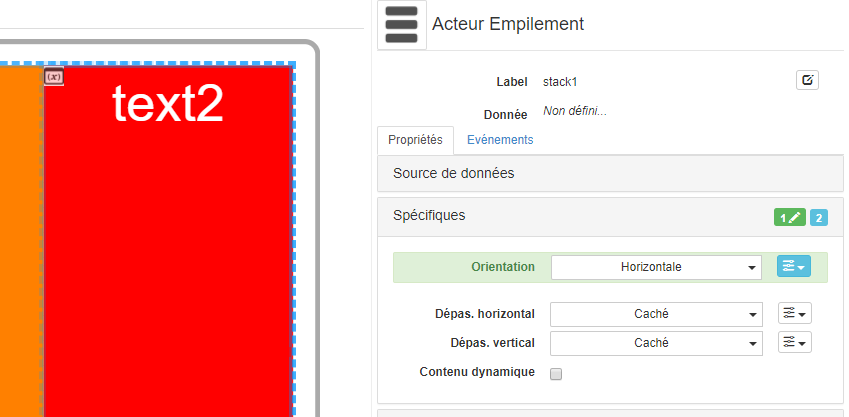 Acteur Empilement
(x)
text2
Label stack1
Donnée Non défini...
Propriétés Evénements
Source de données
Spécifiques 1 2
Orientation Horizontale
Dépas. horizontal Caché
Dépas. vertical Caché
Contenu dynamique